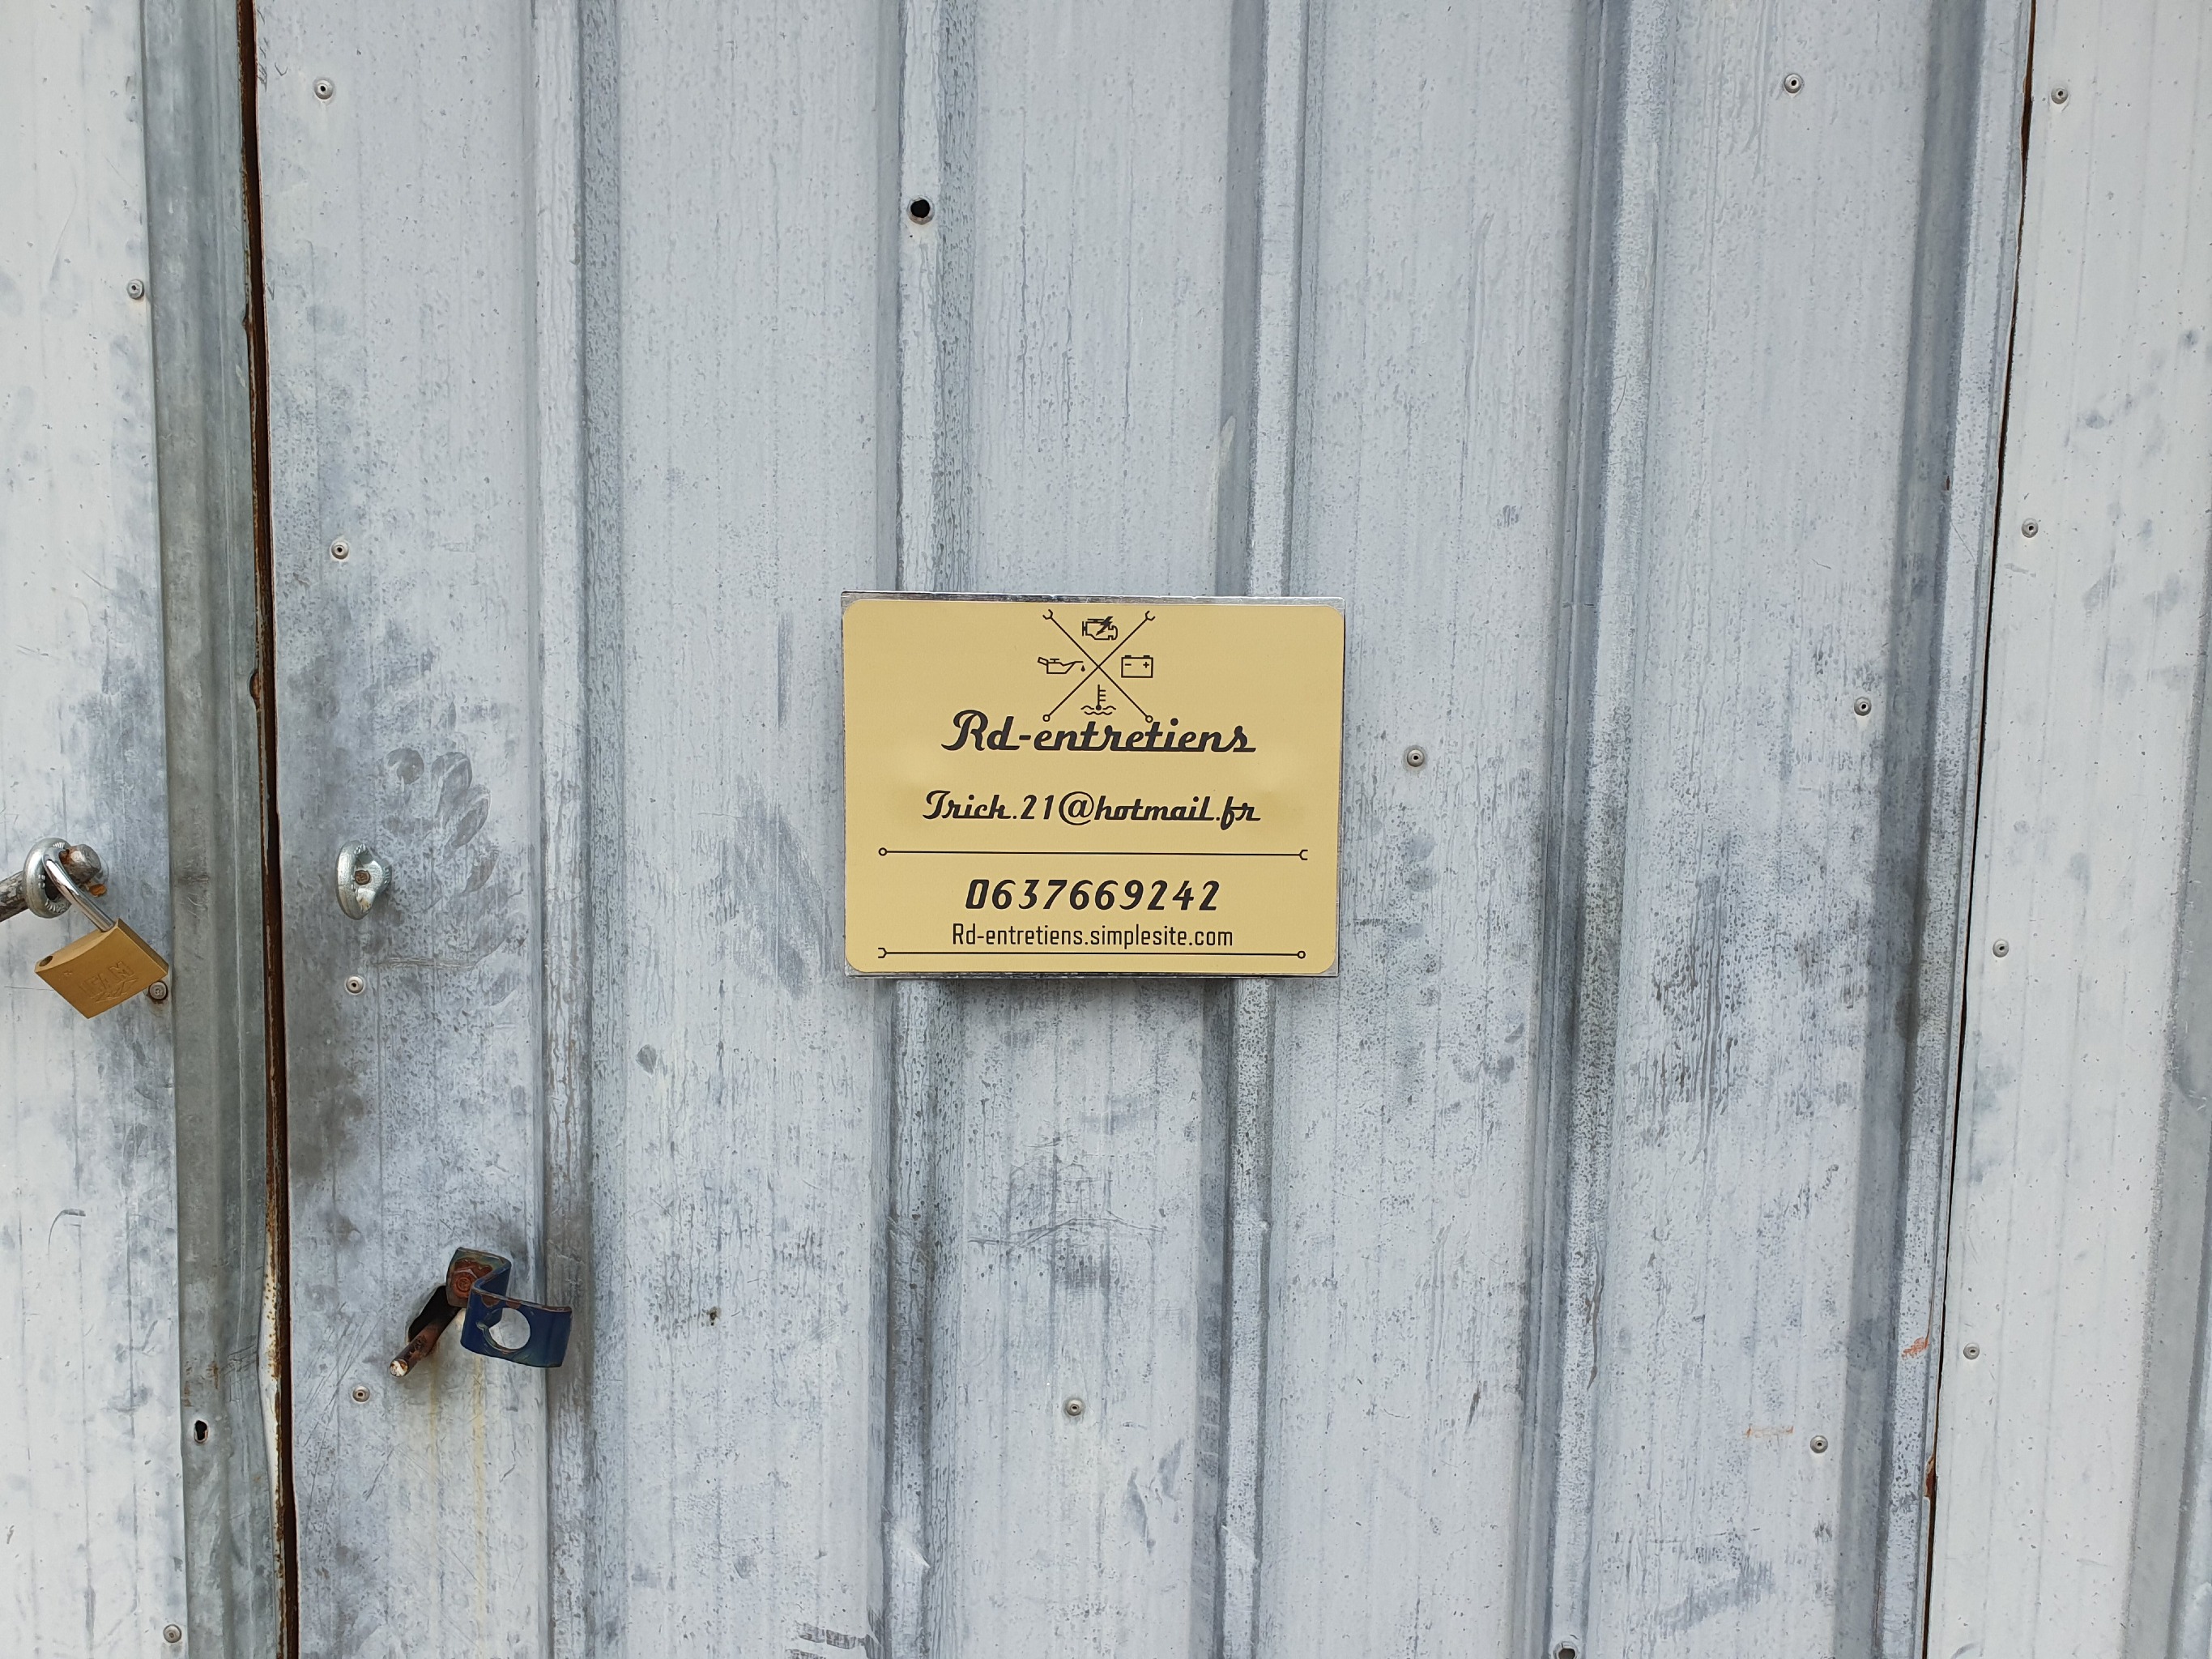 Rd-entretiens
Trick.21@hotmail.fr
0637669242
Rd-entretiens.simplesite.com